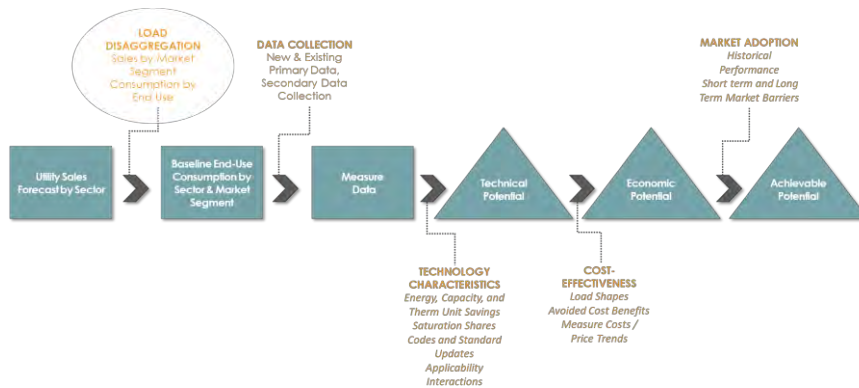 LOAD
DISAGGREGATION
Sales by Market
Segment
Consumption by
End Use
DATA COLLECTION
New & Existing
Primary Data,
Secondary Data
Collection
MARKET ADOPTION
Historical
Performance
Short term and Long
Term Market Barriers
Utility Sales
Forecast by Sector
Baseline End-Use
Consumption by
Sector & Market
Segment
Measure
Data
Technical
Potential
Economic
Potential
Achievable
Potential
TECHNOLOGY
CHARACTERISTICS
Energy, Capacity, and
Therm Unit Savings
Saturation Shares
Codes and Standard
Updates
Applicability
Interactions
COST-
EFFECTIVENESS
Load Shapes
Avoided Cost Benefits
Measure Costs /
Price Trends